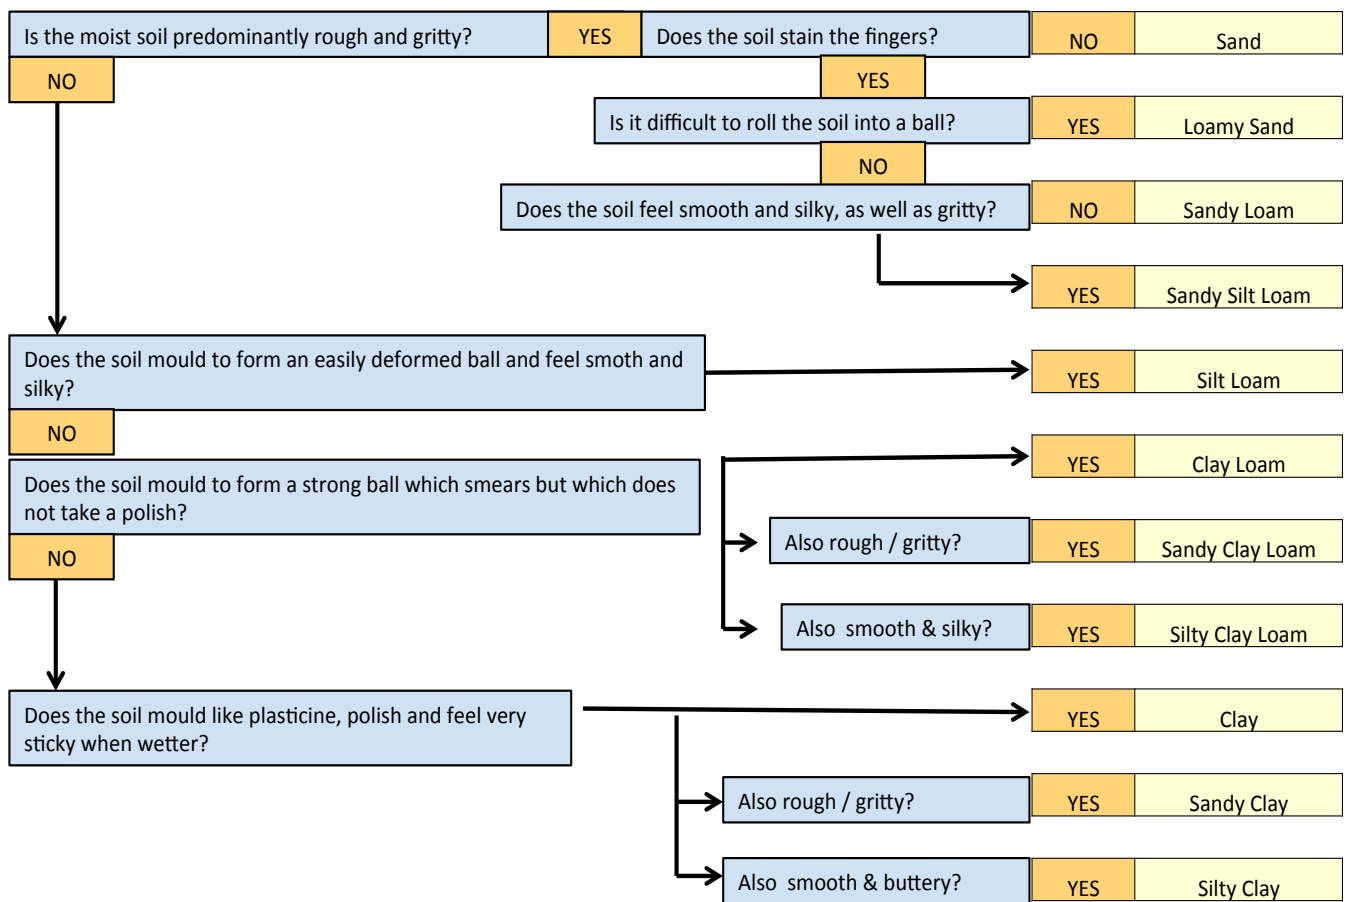 Is the moist soil predominantly rough and gritty? YES Does the soil stain the fingers? NO Sand
NO YES
Is it difficult to roll the soil into a ball? YES Loamy Sand
NO
Does the soil feel smooth and silky, as well as gritty? NO Sandy Loam
YES Sandy Silt Loam
Does the soil mould to form an easily deformed ball and feel smoth and
silky?
YES Silt Loam
NO
Does the soil mould to form a strong ball which smears but which does
not take a polish?
YES Clay Loam
Also rough / gritty? YES Sandy Clay Loam
NO
Also smooth & silky? YES Silty Clay Loam
Does the soil mould like plasticine, polish and feel very
sticky when wetter?
YES Clay
Also rough / gritty? YES Sandy Clay
Also smooth & buttery? YES Silty Clay